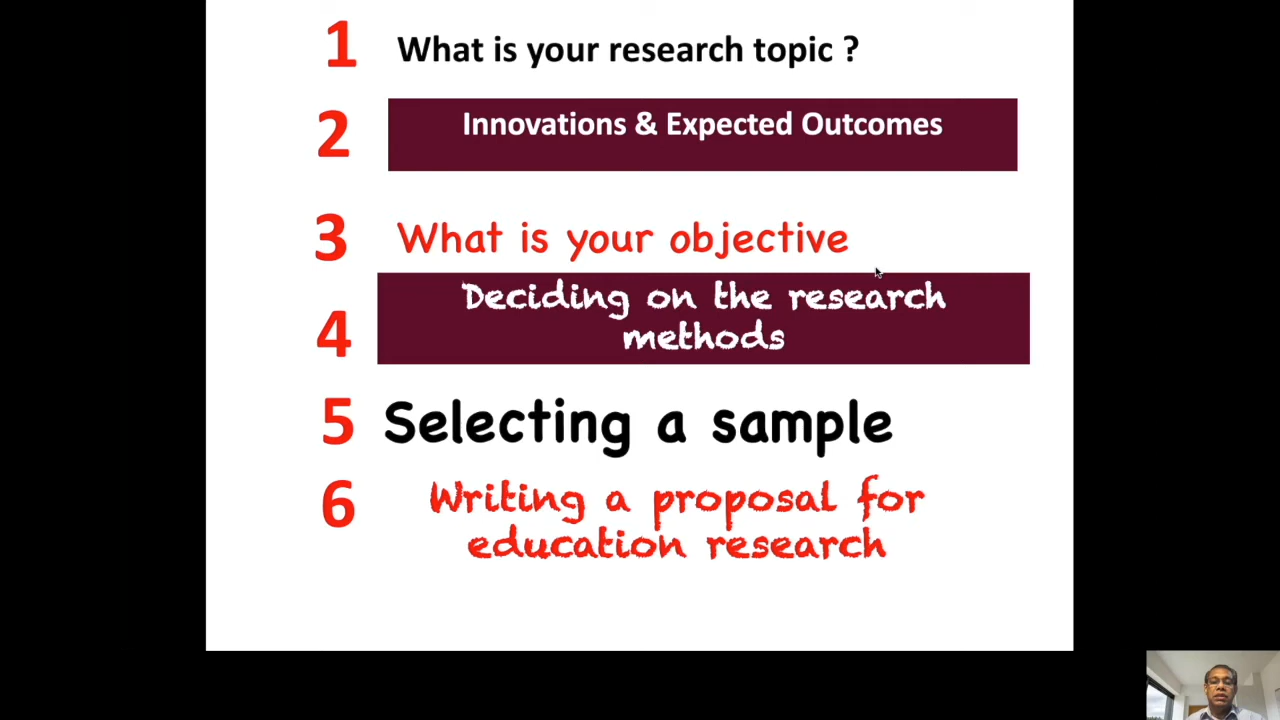 1 What is your research topic ?
2 Innovations & Expected Outcomes
3 What is your objective
4 Deciding on the research
methods
5 Selecting a sample
6 Writing a proposal for
education research